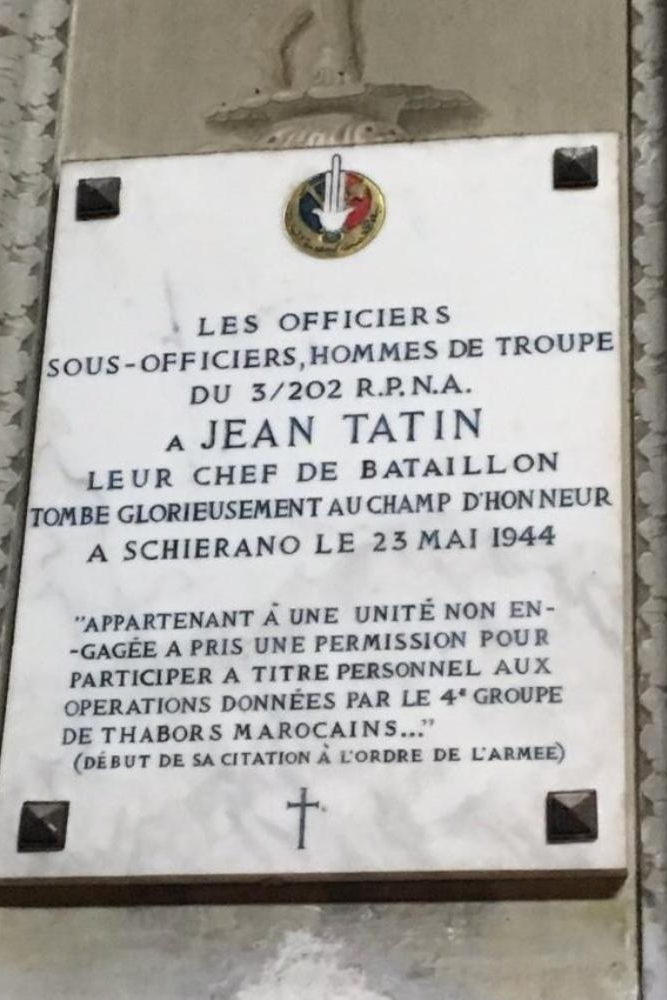 LES OFFICIERS
SOUS-OFFICIERS, HOMMES DE TROUPE
DU 3/202 R.P.N.A.
A JEAN TATIN
LEUR CHEF DE BATAILLON
TOMBE GLORIEUSEMENT AU CHAMP D'HONNEUR
A SCHIERANO LE 23 MAI 1944
"APPARTENANT À UNE UNITÉ NON EN-
-GAGÉE A PRIS UNE PERMISSION POUR
PARTICIPER A TITRE PERSONNEL AUX
OPERATIONS DONNÉES PAR LE 4e GROUPE
DE THABORS MAROCAINS..."
(DÉBUT DE SA CITATION À L'ORDRE DE L'ARMEE)